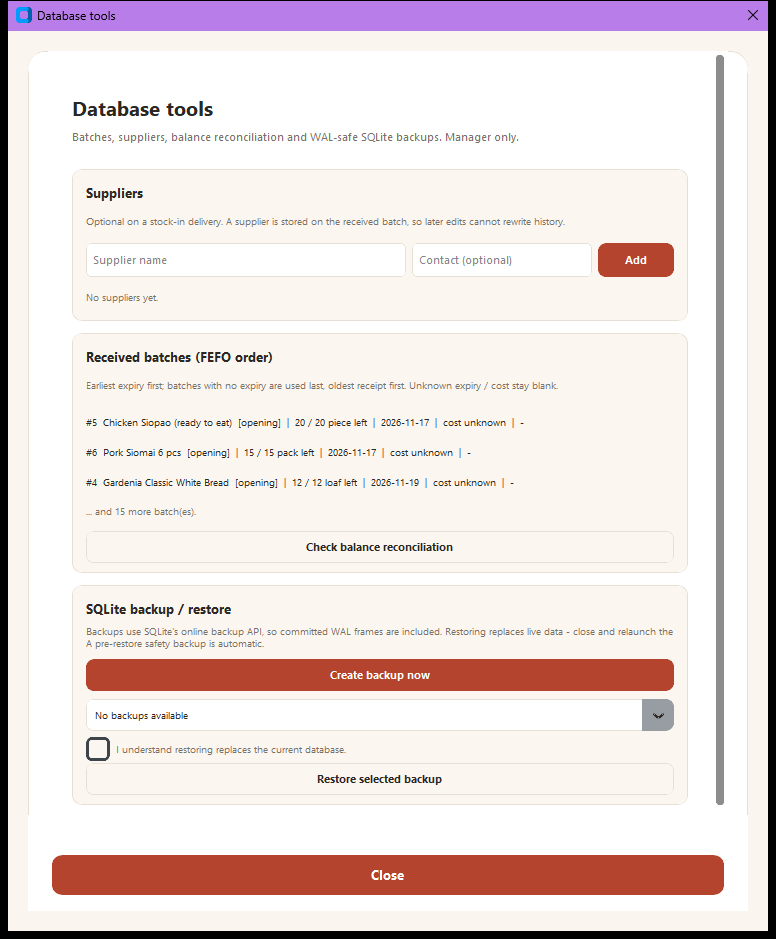 Database tools
Database tools
Batches, suppliers, balance reconciliation and WAL-safe SQLite backups. Manager only.
Suppliers
Optional on a stock-in delivery. A supplier is stored on the received batch, so later edits cannot rewrite history.
Supplier name
Contact (optional)
Add
No suppliers yet.
Received batches (FEFO order)
Earliest expiry first; batches with no expiry are used last, oldest receipt first. Unknown expiry / cost stay blank.
#5 Chicken Siopao (ready to eat) [opening] | 20 / 20 piece left | 2026-11-17 | cost unknown | -
#6 Pork Siomai 6 pcs [opening] | 15 / 15 pack left | 2026-11-17 | cost unknown | -
#4 Gardenia Classic White Bread [opening] | 12 / 12 loaf left | 2026-11-19 | cost unknown | -
... and 15 more batch(es).
Check balance reconciliation
SQLite backup / restore
Backups use SQLite's online backup API, so committed WAL frames are included. Restoring replaces live data - close and relaunch the
A pre-restore safety backup is automatic.
Create backup now
No backups available
I understand restoring replaces the current database.
Restore selected backup
Close